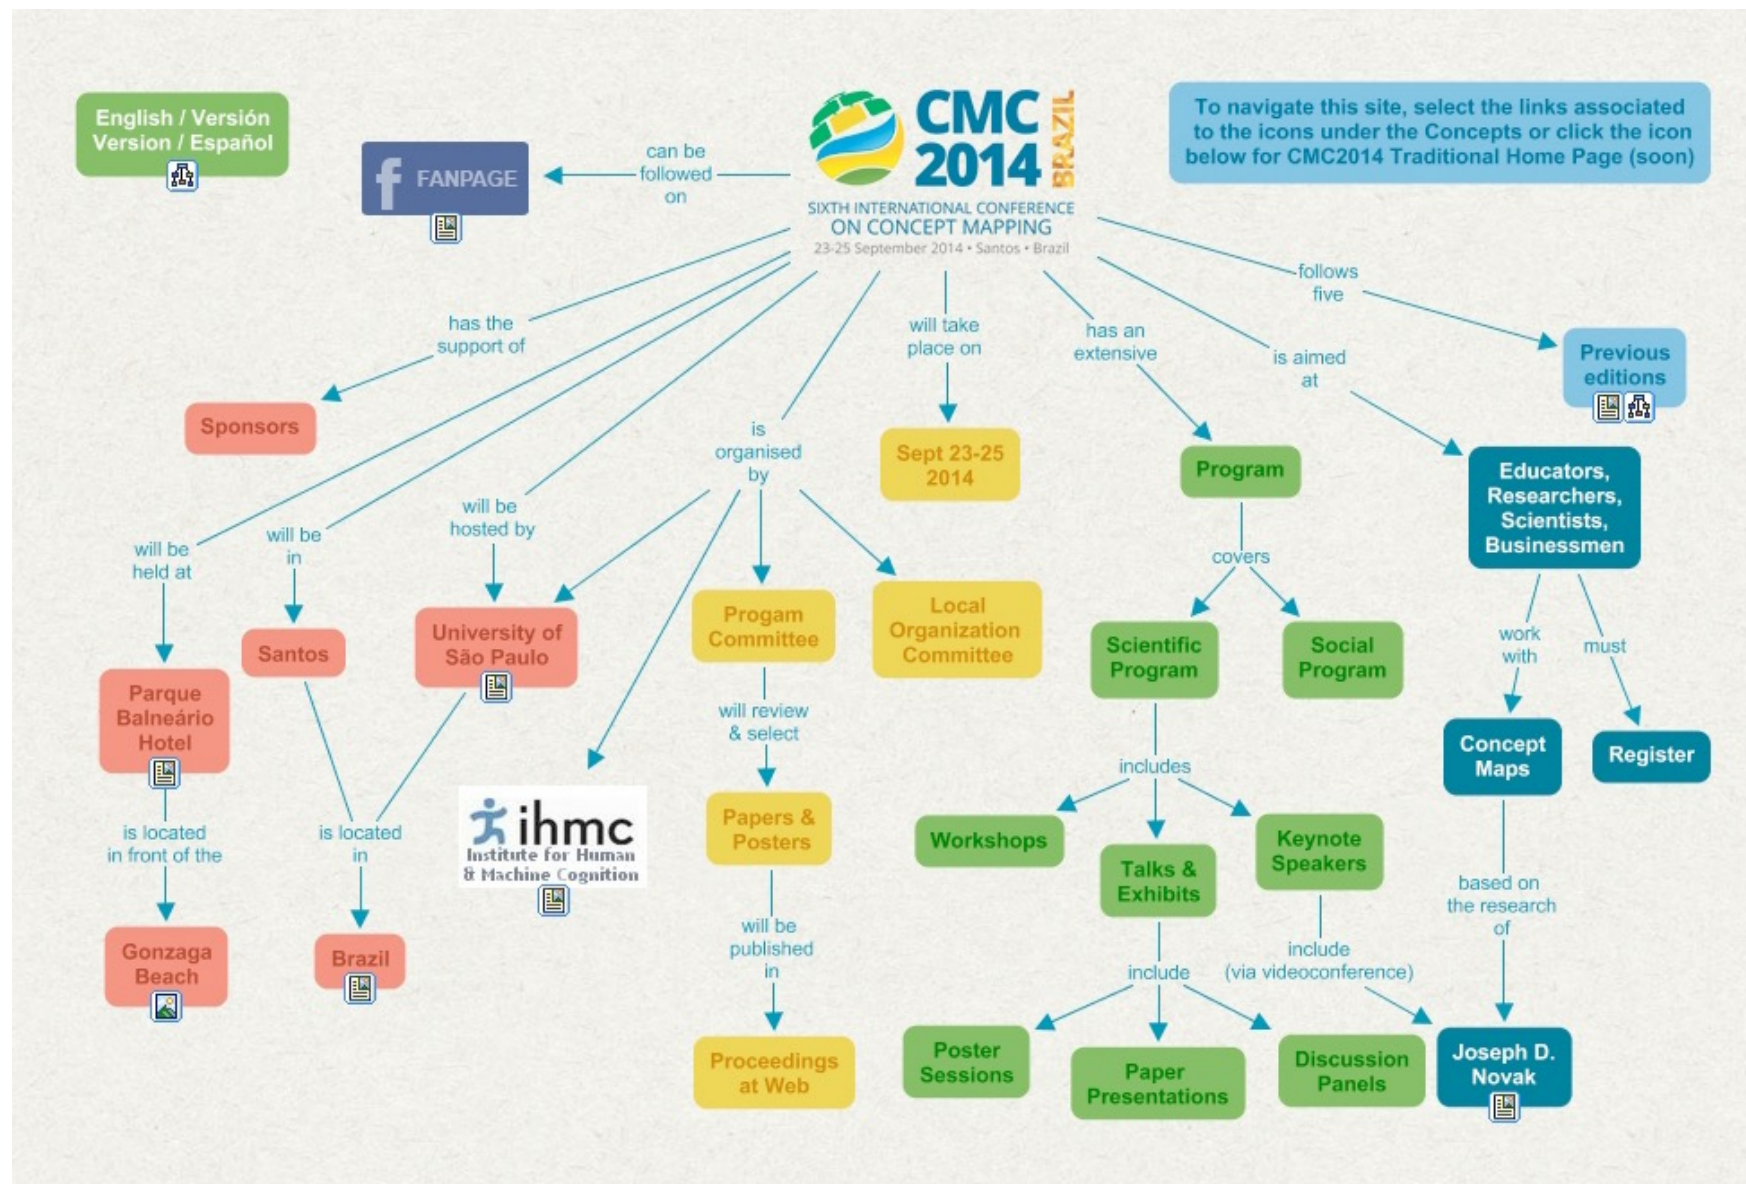 English / Versión
Version / Español
f FANPAGE
can be
followed
on
CMC
2014
BRAZIL
SIXTH INTERNATIONAL CONFERENCE
ON CONCEPT MAPPING
23-25 September 2014 • Santos • Brazil
To navigate this site, select the links associated
to the icons under the Concepts or click the icon
below for CMC2014 Traditional Home Page (soon)
follows
five
Previous
editions
has the
support of
Sponsors
will be
held at
Parque
Balneário
Hotel
is located
in front of the
Gonzaga
Beach
will be
in
Santos
is located
in
Brazil
will be
hosted by
University of
São Paulo
is
organised
by
ihmc
Institute for Human
& Machine Cognition
Progam
Committee
will review
& select
Papers &
Posters
will be
published
in
Proceedings
at Web
Local
Organization
Committee
will take
place on
Sept 23-25
2014
has an
extensive
Program
covers
Scientific
Program
Social
Program
includes
Workshops
Talks &
Exhibits
Keynote
Speakers
include
Poster
Sessions
Paper
Presentations
Discussion
Panels
include
(via videoconference)
is aimed
at
Educators,
Researchers,
Scientists,
Businessmen
work
with
must
Concept
Maps
Register
based on
the research
of
Joseph D.
Novak